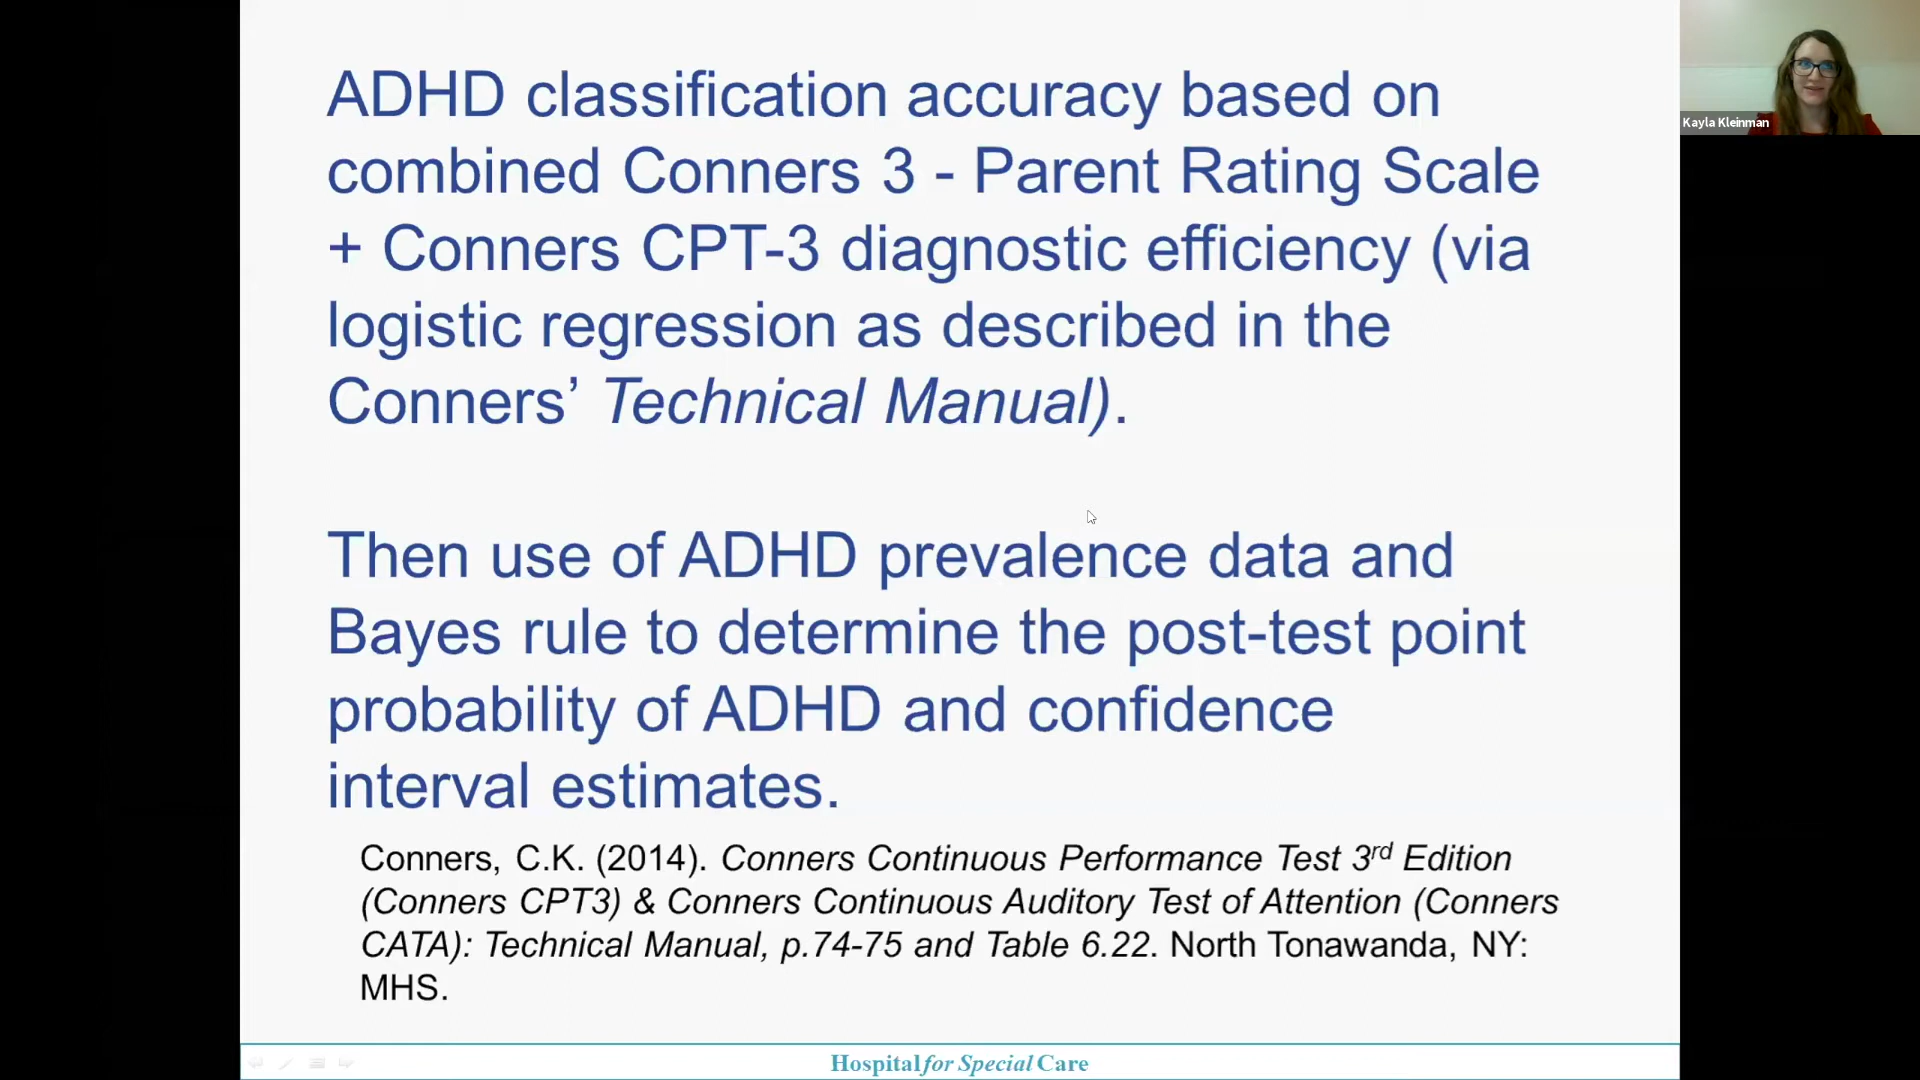 ADHD classification accuracy based on
combined Conners 3 - Parent Rating Scale
+ Conners CPT-3 diagnostic efficiency (via
logistic regression as described in the
Conners’ Technical Manual).
Then use of ADHD prevalence data and
Bayes rule to determine the post-test point
probability of ADHD and confidence
interval estimates.
Conners, C.K. (2014). Conners Continuous Performance Test 3rd Edition
(Conners CPT3) & Conners Continuous Auditory Test of Attention (Conners
CATA): Technical Manual, p.74-75 and Table 6.22. North Tonawanda, NY:
MHS.
Hospital for Special Care
Kayla Kleinman